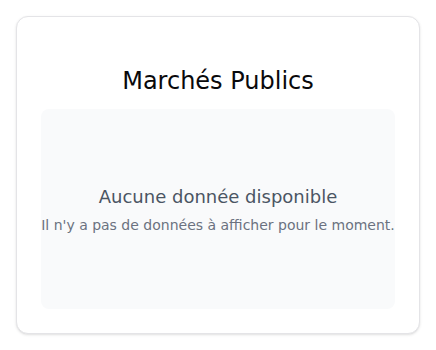 Marchés Publics
Aucune donnée disponible
Il n'y a pas de données à afficher pour le moment.